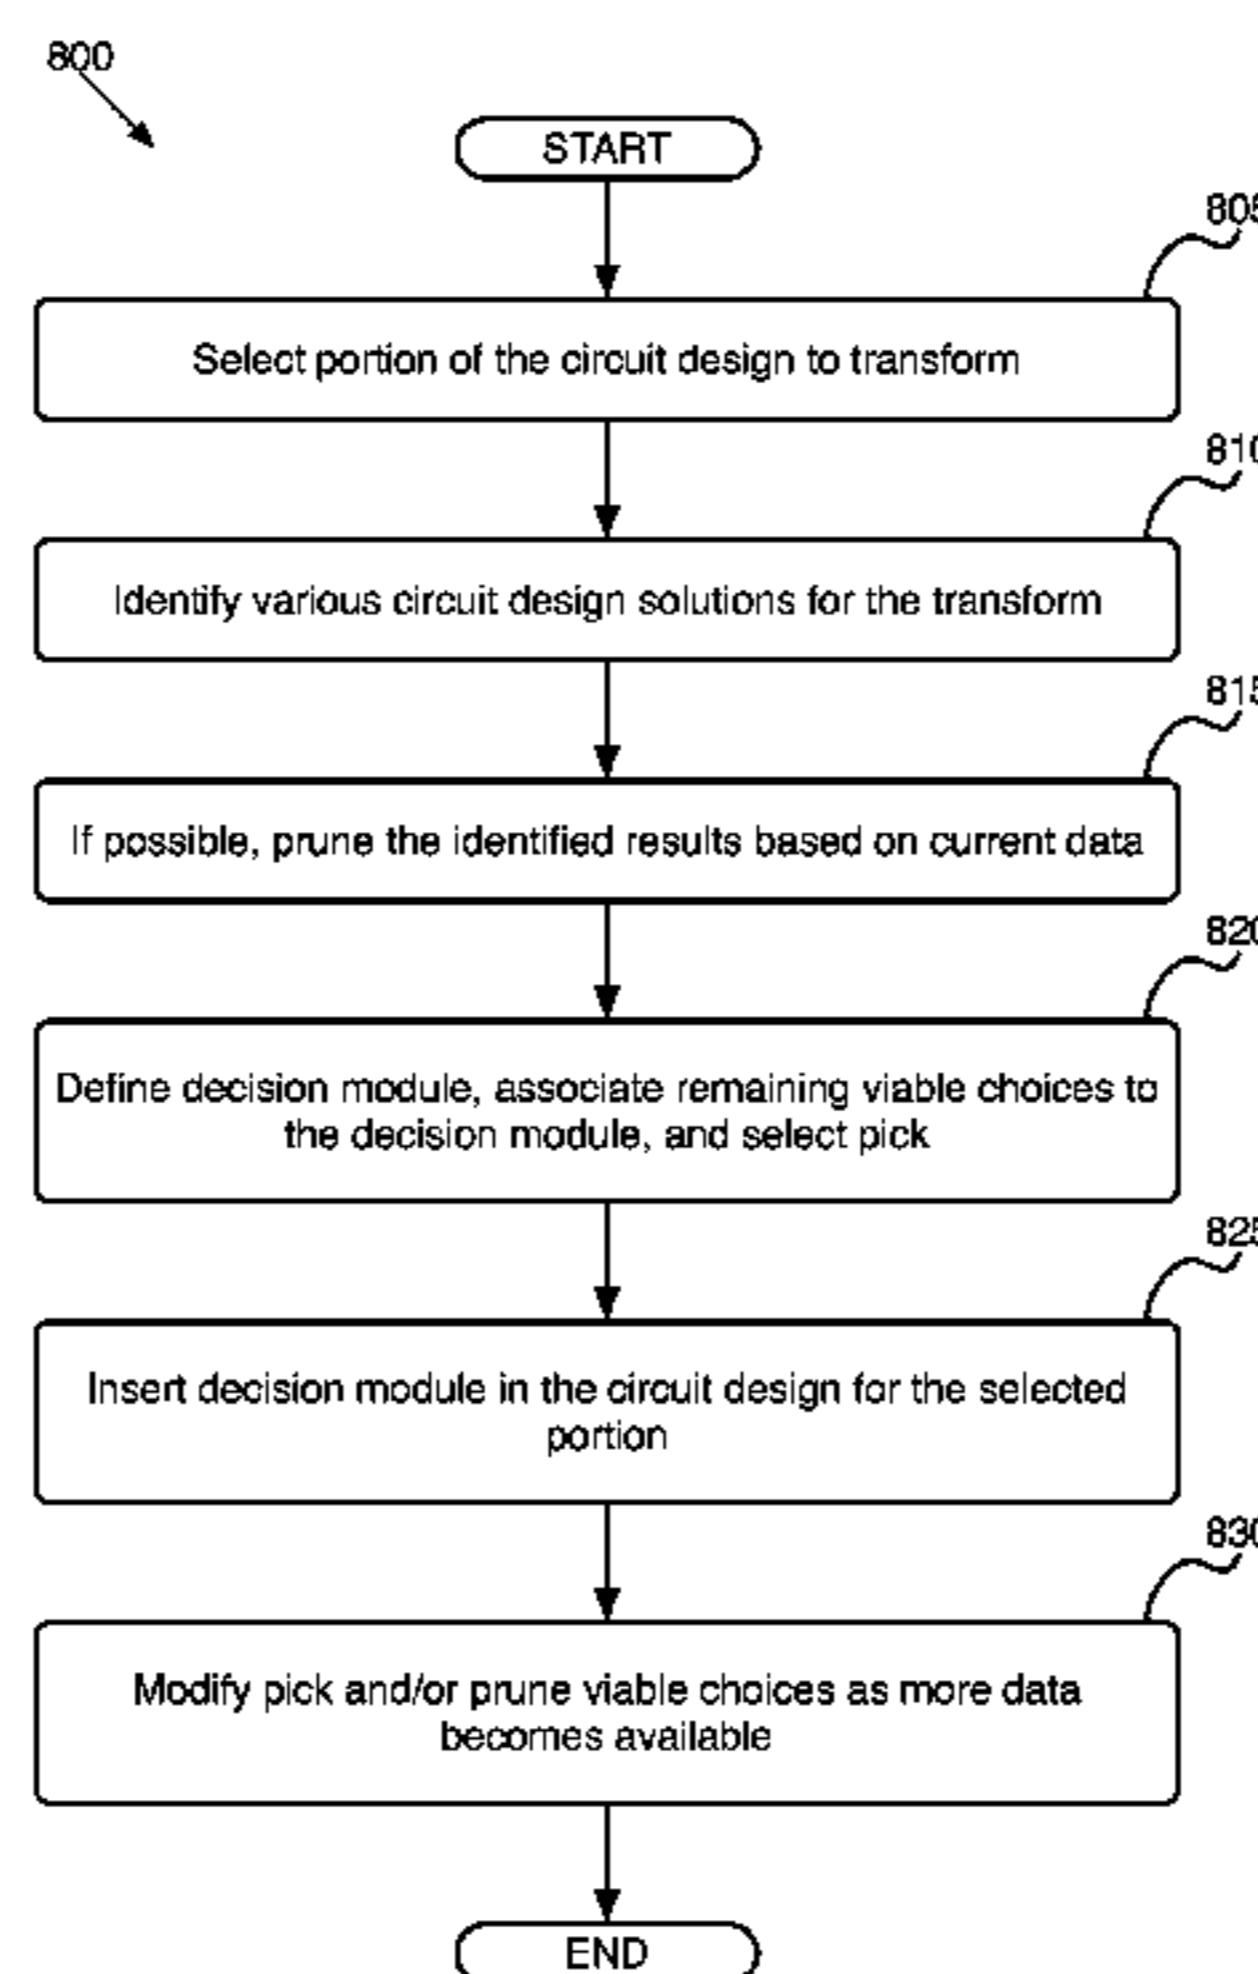 800
START
805
Select portion of the circuit design to transform
810
Identify various circuit design solutions for the transform
815
If possible, prune the identified results based on current data
820
Define decision module, associate remaining viable choices to
the decision module, and select pick
825
Insert decision module in the circuit design for the selected
portion
830
Modify pick and/or prune viable choices as more data
becomes available
END